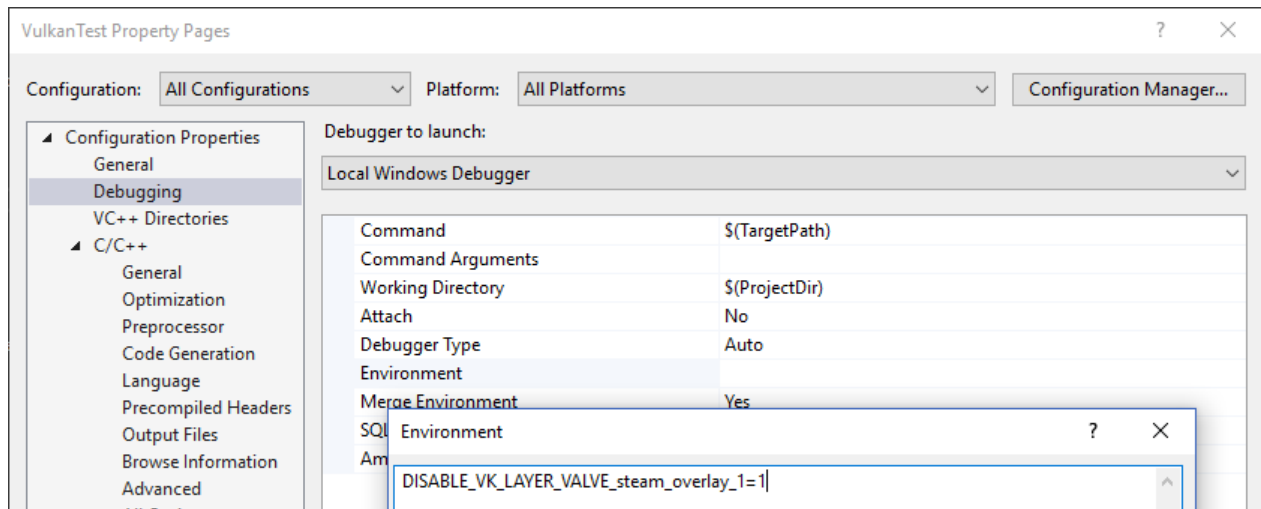 VulkanTest Property Pages
?
Configuration: All Configurations Platform: All Platforms Configuration Manager...
Configuration Properties
General
Debugging
VC++ Directories
C/C++
General
Optimization
Preprocessor
Code Generation
Language
Precompiled Headers
Output Files
Browse Information
Advanced
Debugger to launch:
Local Windows Debugger
Command $(TargetPath)
Command Arguments
Working Directory $(ProjectDir)
Attach No
Debugger Type Auto
Environment
Merge Environment Yes
SQL
Am
Environment ?
DISABLE_VK_LAYER_VALVE_steam_overlay_1=1